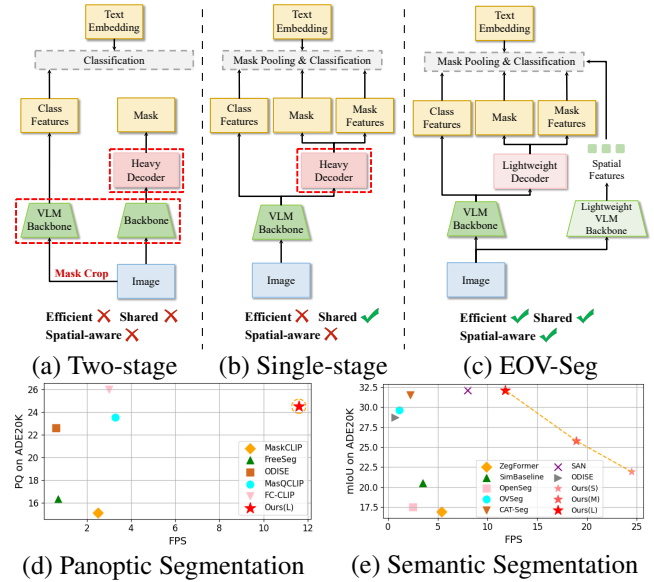 Text
Embedding
Classification
Class
Features
Mask
Heavy
Decoder
VLM
Backbone
Backbone
Mask Crop
Image
Efficient ✗ Shared ✗
Spatial-aware ✗
(a) Two-stage
Text
Embedding
Mask Pooling & Classification
Class
Features
Mask
Mask
Features
Heavy
Decoder
VLM
Backbone
Image
Efficient ✗ Shared ✓
Spatial-aware ✗
(b) Single-stage
Text
Embedding
Mask Pooling & Classification
Class
Features
Mask
Mask
Features
Lightweight
Decoder
Spatial
Features
VLM
Backbone
Lightweight
VLM Backbone
Image
Efficient ✓ Shared ✓
Spatial-aware ✓
(c) EOV-Seg
PQ on ADE20K
26
24
22
20
18
16
MaskCLIP
FreeSeg
ODISE
MasQCLIP
FC-CLIP
Ours(L)
0 2 4 6 8 10 12
FPS
(d) Panoptic Segmentation
mIoU on ADE20K
32.5
30.0
27.5
25.0
22.5
20.0
17.5
ZegFormer
SimBaseline
OpenSeg
OVSeg
CAT-Seg
SAN
ODISE
Ours(S)
Ours(M)
Ours(L)
0 5 10 15 20 25
FPS
(e) Semantic Segmentation